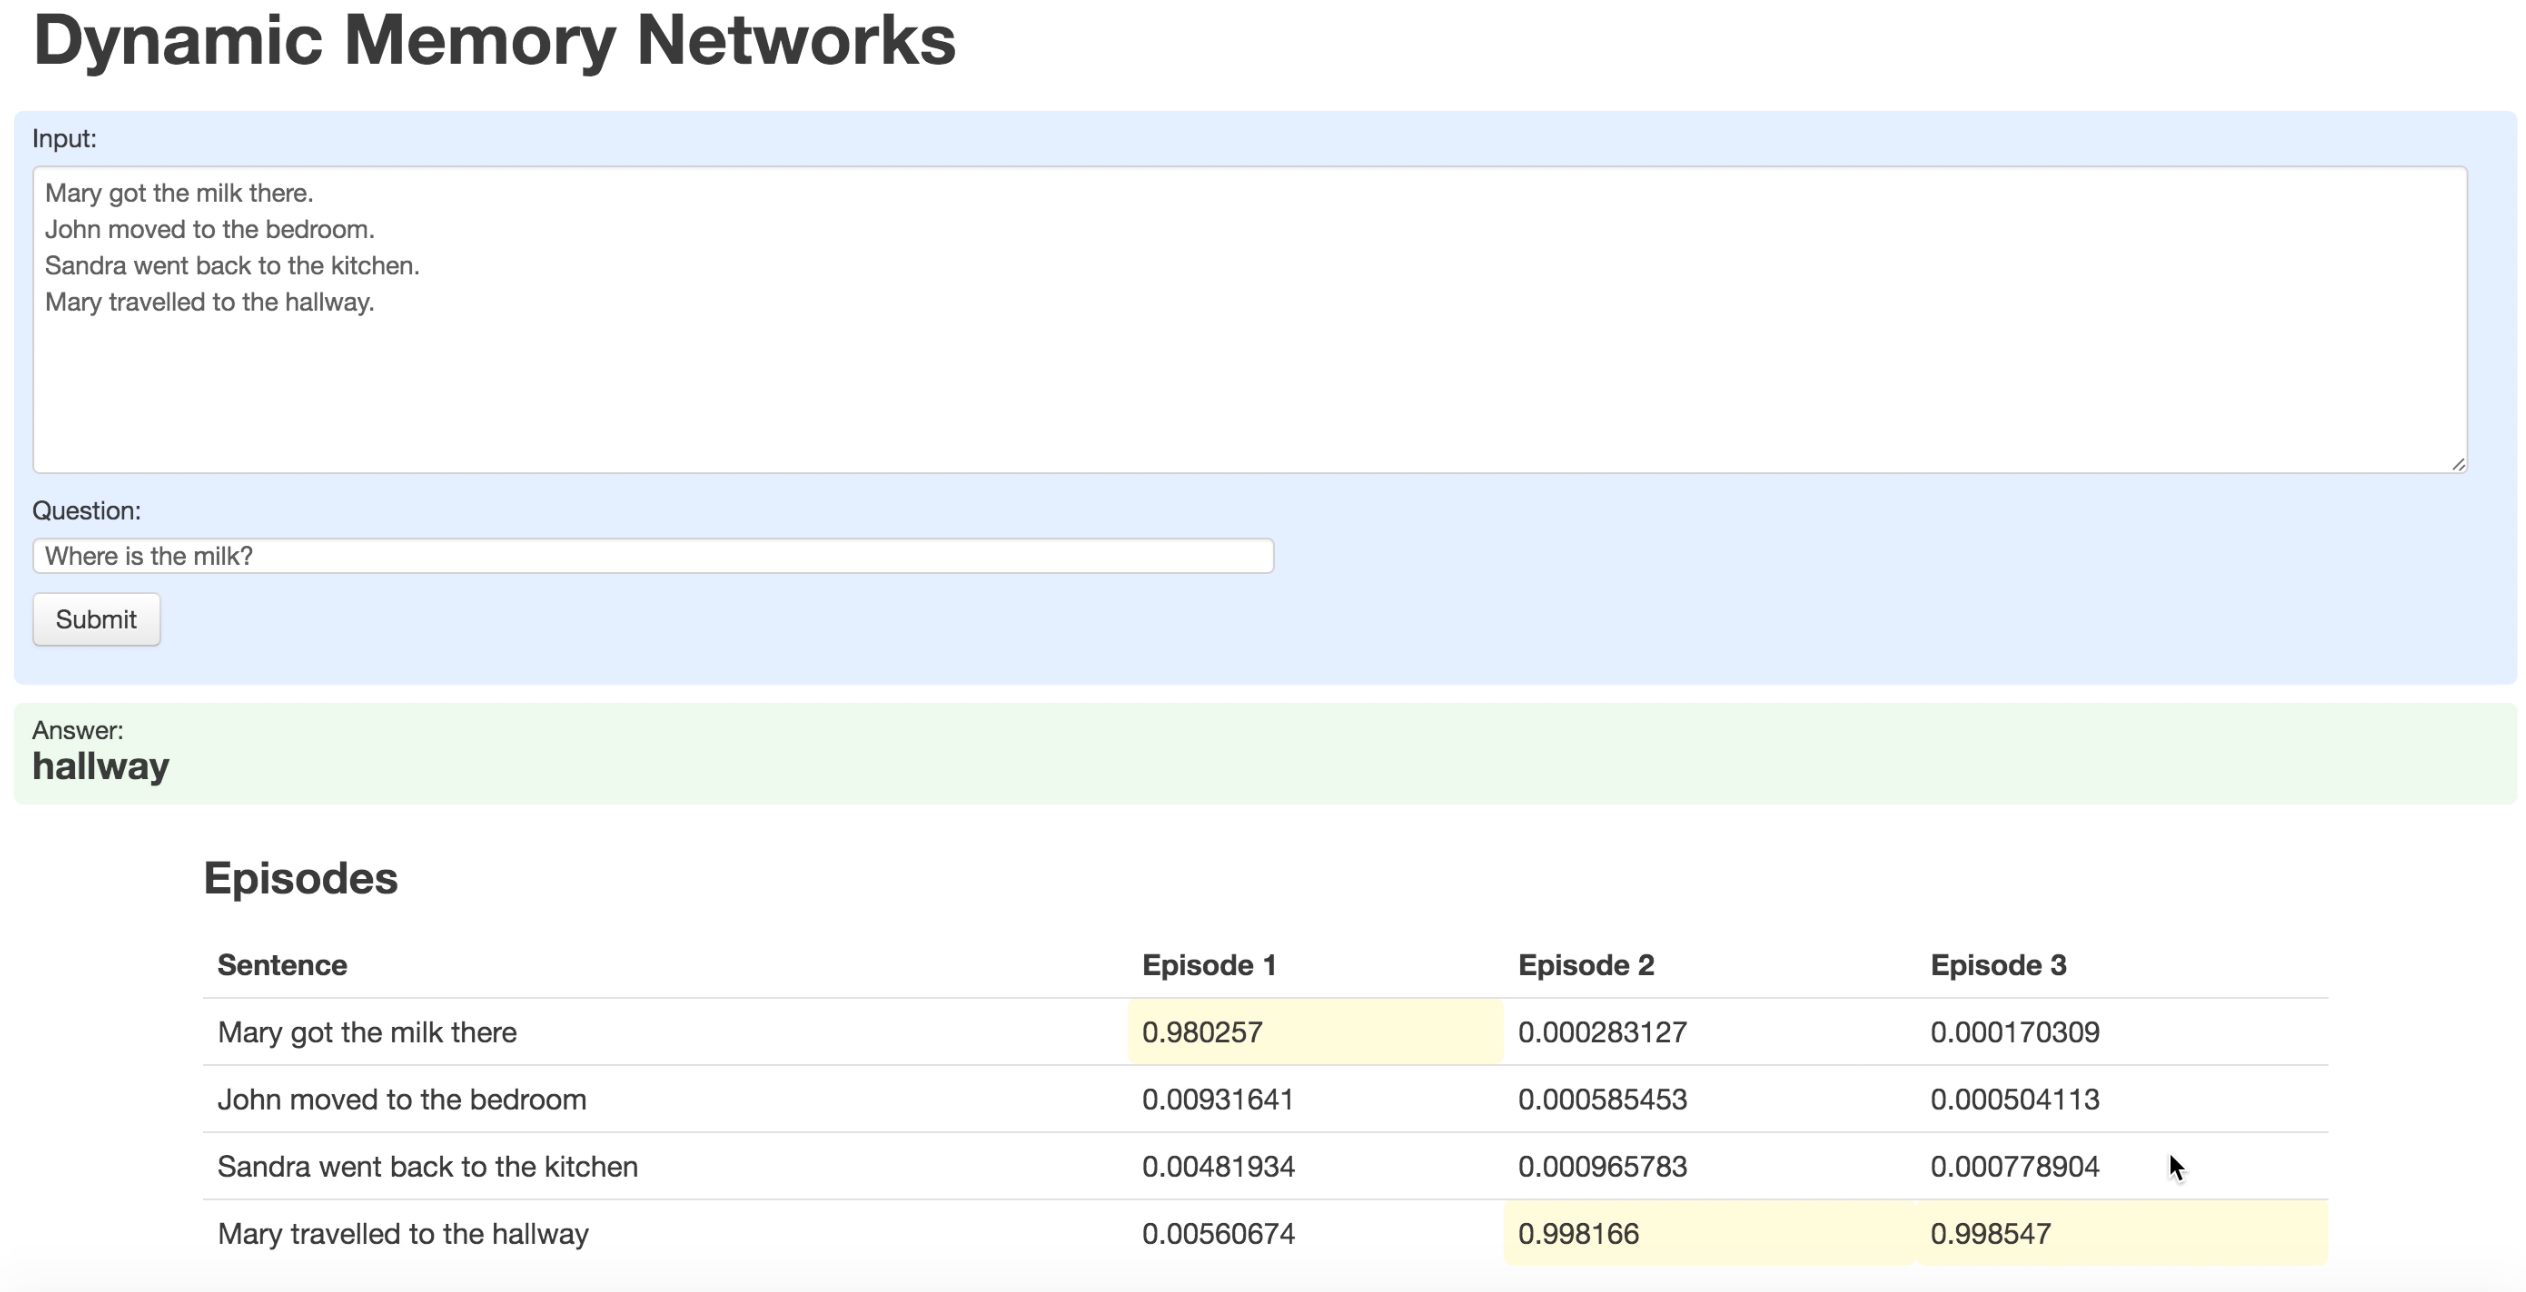 Dynamic Memory Networks
Input:
Mary got the milk there.
John moved to the bedroom.
Sandra went back to the kitchen.
Mary travelled to the hallway.
Question:
Where is the milk?
Submit
Answer:
hallway
Episodes
Sentence Episode 1 Episode 2 Episode 3
Mary got the milk there 0.980257 0.000283127 0.000170309
John moved to the bedroom 0.00931641 0.000585453 0.000504113
Sandra went back to the kitchen 0.00481934 0.000965783 0.000778904
Mary travelled to the hallway 0.00560674 0.998166 0.998547